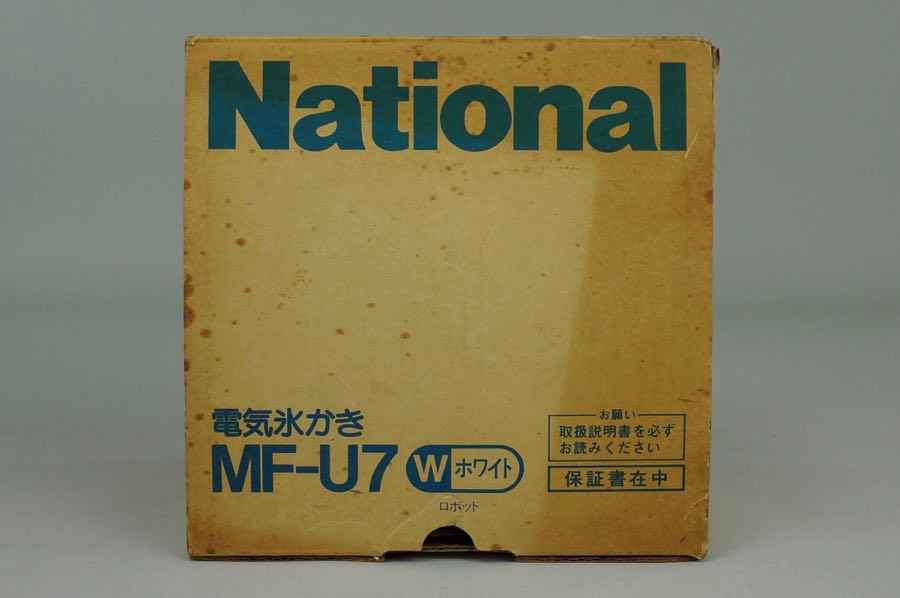 National
電気氷かき
MF-U7 W ホワイト
ロボット
お願い
取扱説明書を必ず
お読みください
保証書在中